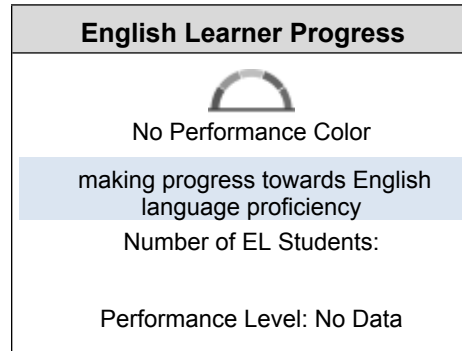 English Learner Progress
No Performance Color
making progress towards English
language proficiency
Number of EL Students:
Performance Level: No Data